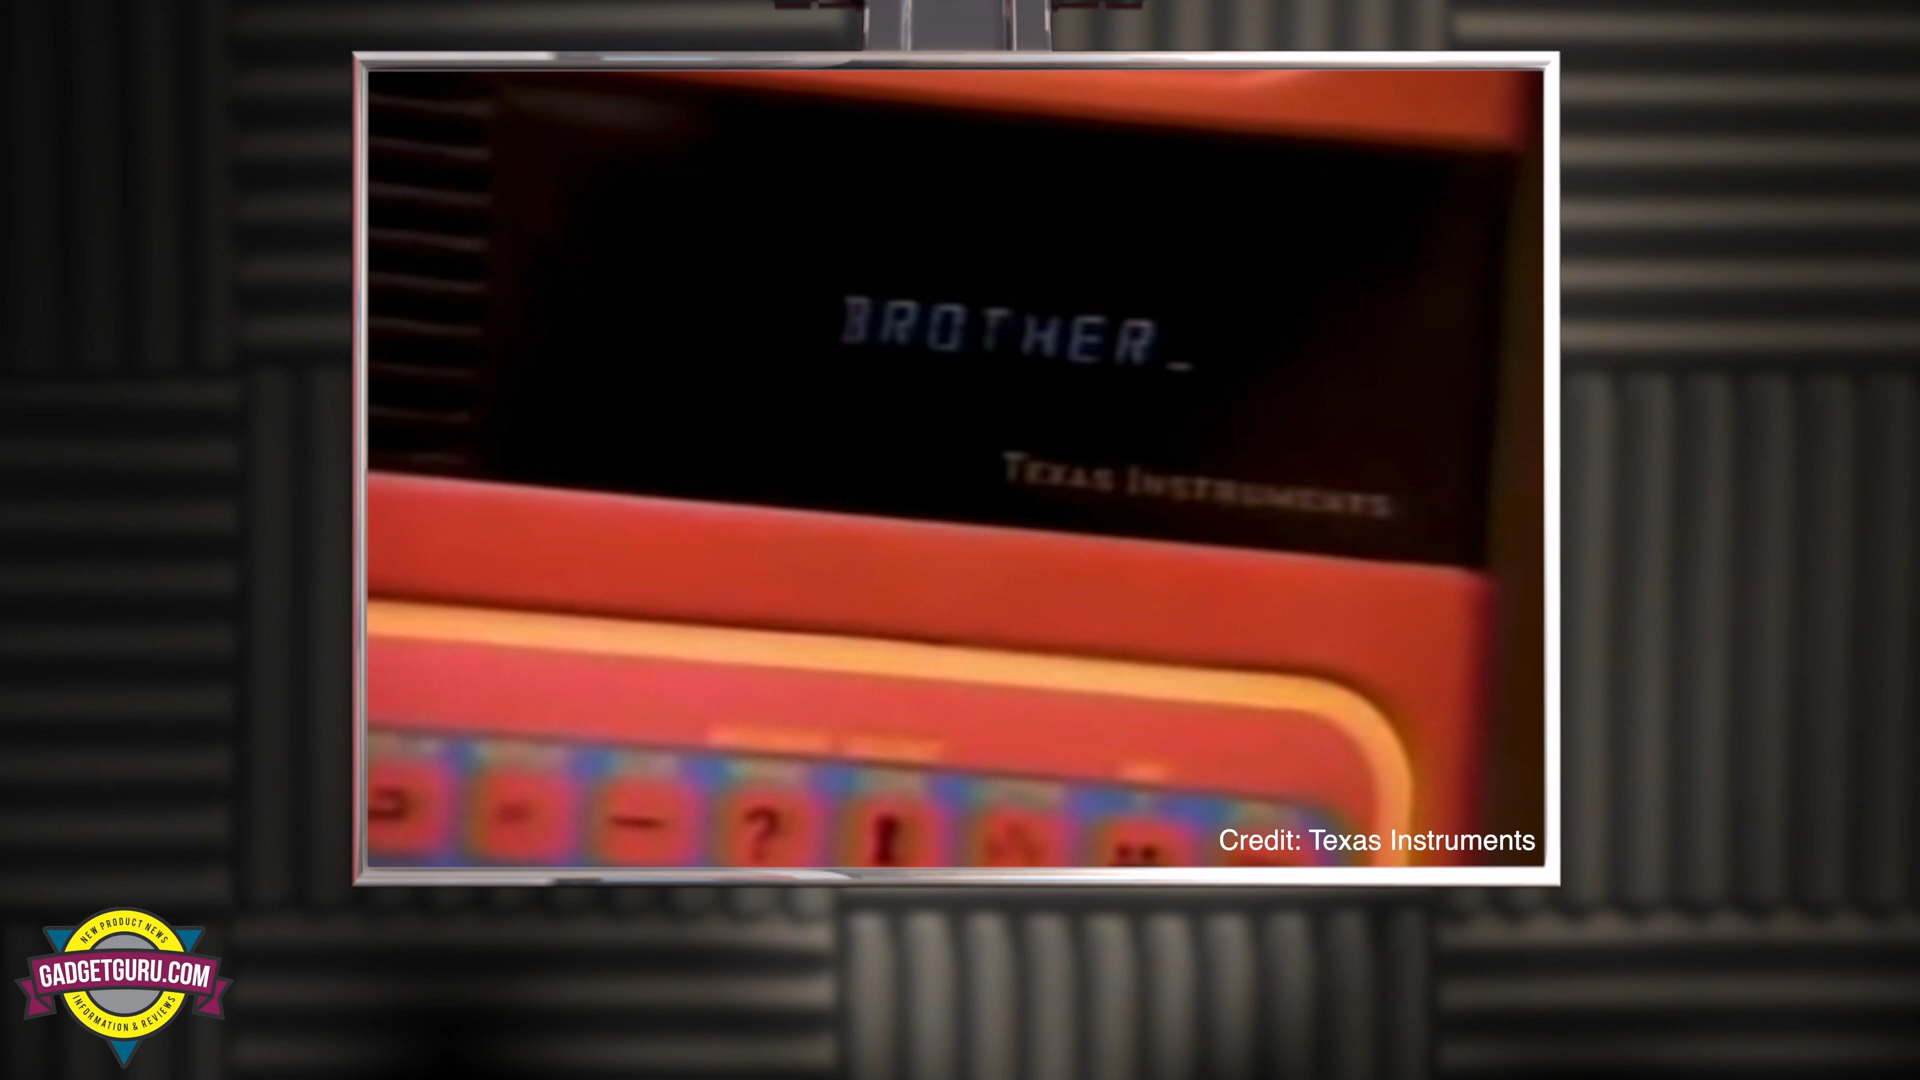 BROTHER_
TEXAS INSTRUMENTS
?
Credit: Texas Instruments
NEW PRODUCT NEWS
GADGETGURU.COM
INFORMATION & REVIEWS